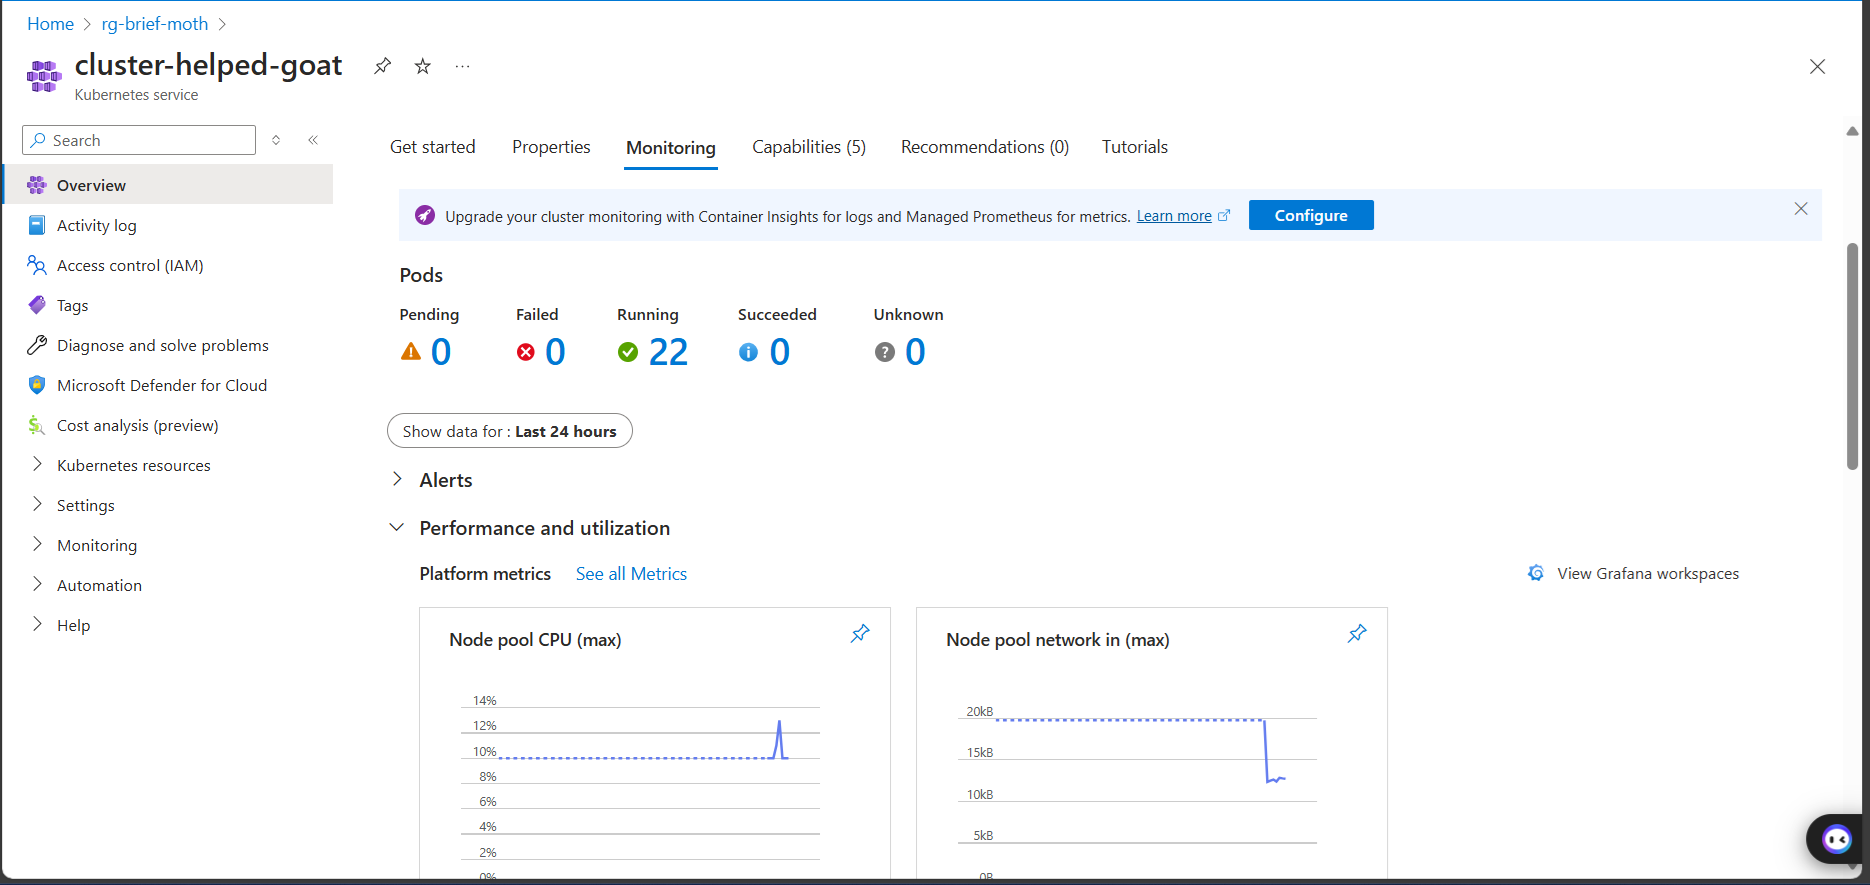 Home > rg-brief-moth >
cluster-helped-goat
Kubernetes service
Search
Overview
Activity log
Access control (IAM)
Tags
Diagnose and solve problems
Microsoft Defender for Cloud
Cost analysis (preview)
Kubernetes resources
Settings
Monitoring
Automation
Help
Get started Properties Monitoring Capabilities (5) Recommendations (0) Tutorials
Upgrade your cluster monitoring with Container Insights for logs and Managed Prometheus for metrics. Learn more Configure
Pods
Pending Failed Running Succeeded Unknown
0 0 22 0 0
Show data for : Last 24 hours
Alerts
Performance and utilization
Platform metrics See all Metrics View Grafana workspaces
Node pool CPU (max)
14%
12%
10%
8%
6%
4%
2%
0%
Node pool network in (max)
20kB
15kB
10kB
5kB
0B